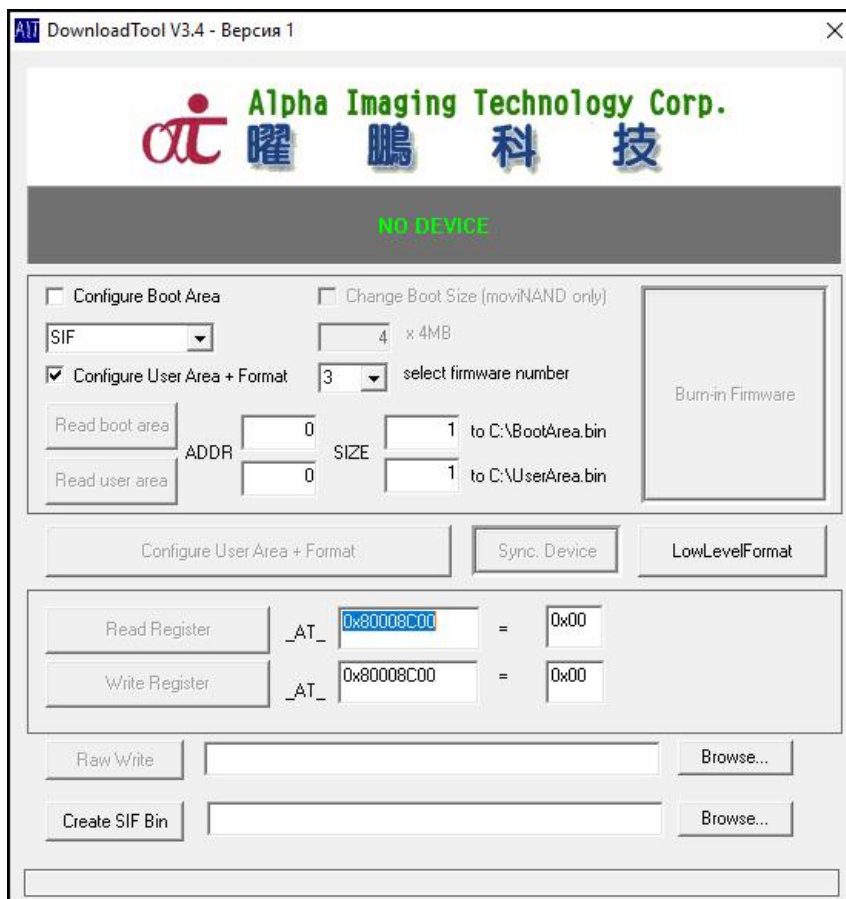 AIT DownloadTool V3.4 - Версия 1
Alpha Imaging Technology Corp.
曜鵬科技
NO DEVICE
Configure Boot Area
Change Boot Size (moviNAND only)
SIF
4 x 4MB
Configure User Area + Format
3 select firmware number
Burn-in Firmware
Read boot area
ADDR 0 SIZE 1 to C:\BootArea.bin
Read user area
0 1 to C:\UserArea.bin
Configure User Area + Format
Sync. Device
LowLevelFormat
Read Register _AT_ 0x80008C00 = 0x00
Write Register _AT_ 0x80008C00 = 0x00
Raw Write
Browse...
Create SIF Bin
Browse...